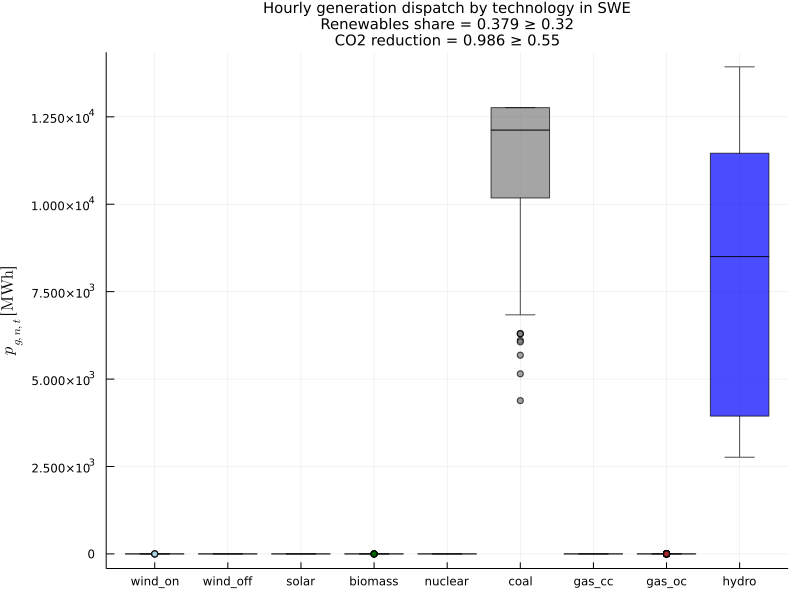 Hourly generation dispatch by technology in SWE
Renewables share = 0.379 ≥ 0.32
CO2 reduction = 0.986 ≥ 0.55
p_{g,n,t} [MWh]
1.250×10⁴
1.000×10⁴
7.500×10³
5.000×10³
2.500×10³
0
wind_on wind_off solar biomass nuclear coal gas_cc gas_oc hydro